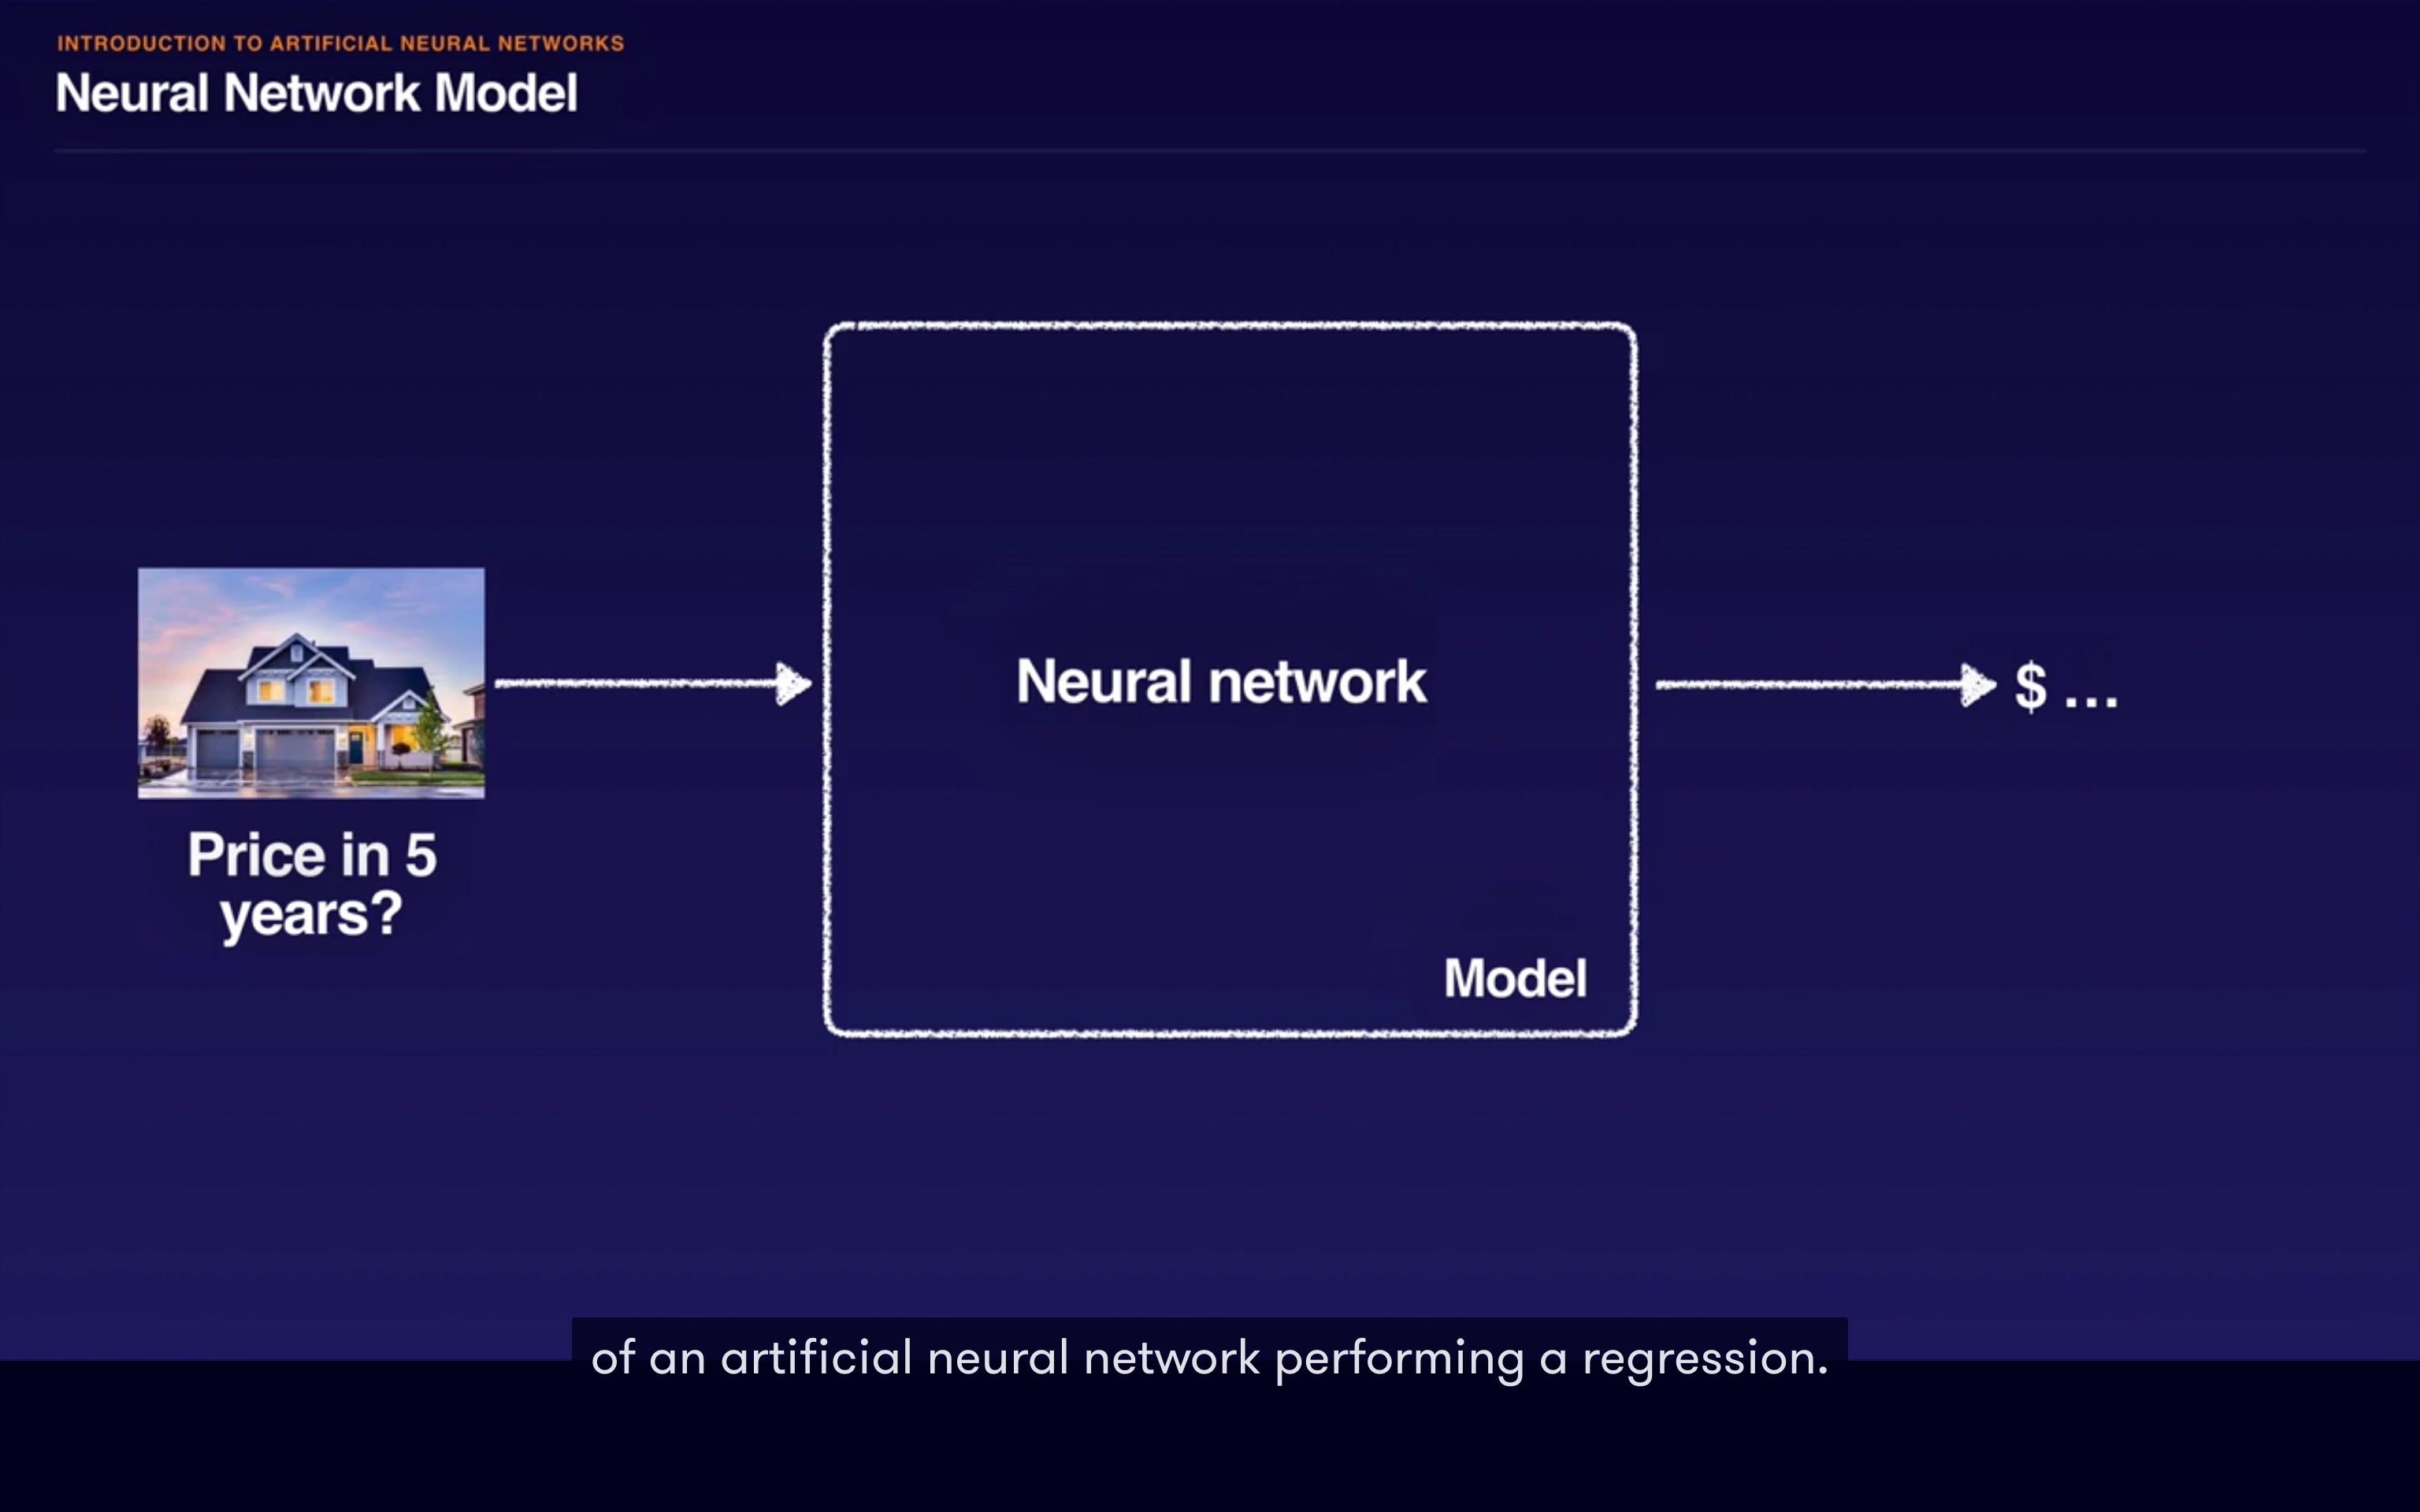 INTRODUCTION TO ARTIFICIAL NEURAL NETWORKS
Neural Network Model
Price in 5
years?
Neural network
Model
$ ...
of an artificial neural network performing a regression.